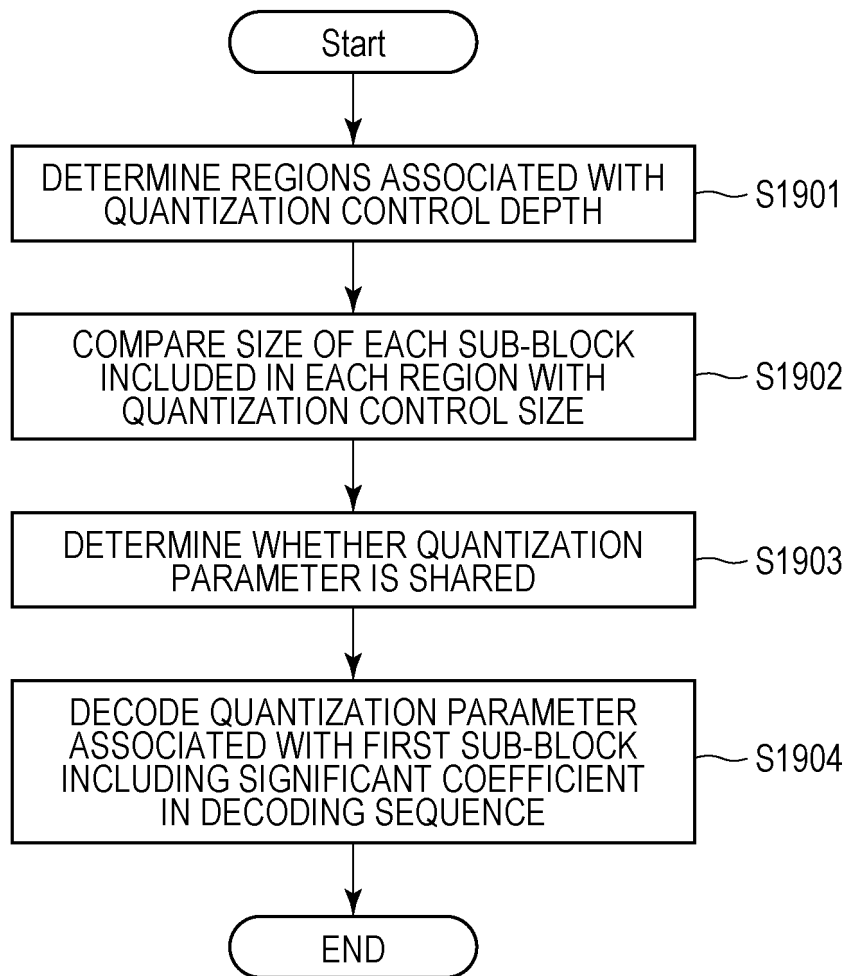 Start
DETERMINE REGIONS ASSOCIATED WITH
QUANTIZATION CONTROL DEPTH
S1901
COMPARE SIZE OF EACH SUB-BLOCK
INCLUDED IN EACH REGION WITH
QUANTIZATION CONTROL SIZE
S1902
DETERMINE WHETHER QUANTIZATION
PARAMETER IS SHARED
S1903
DECODE QUANTIZATION PARAMETER
ASSOCIATED WITH FIRST SUB-BLOCK
INCLUDING SIGNIFICANT COEFFICIENT
IN DECODING SEQUENCE
S1904
END